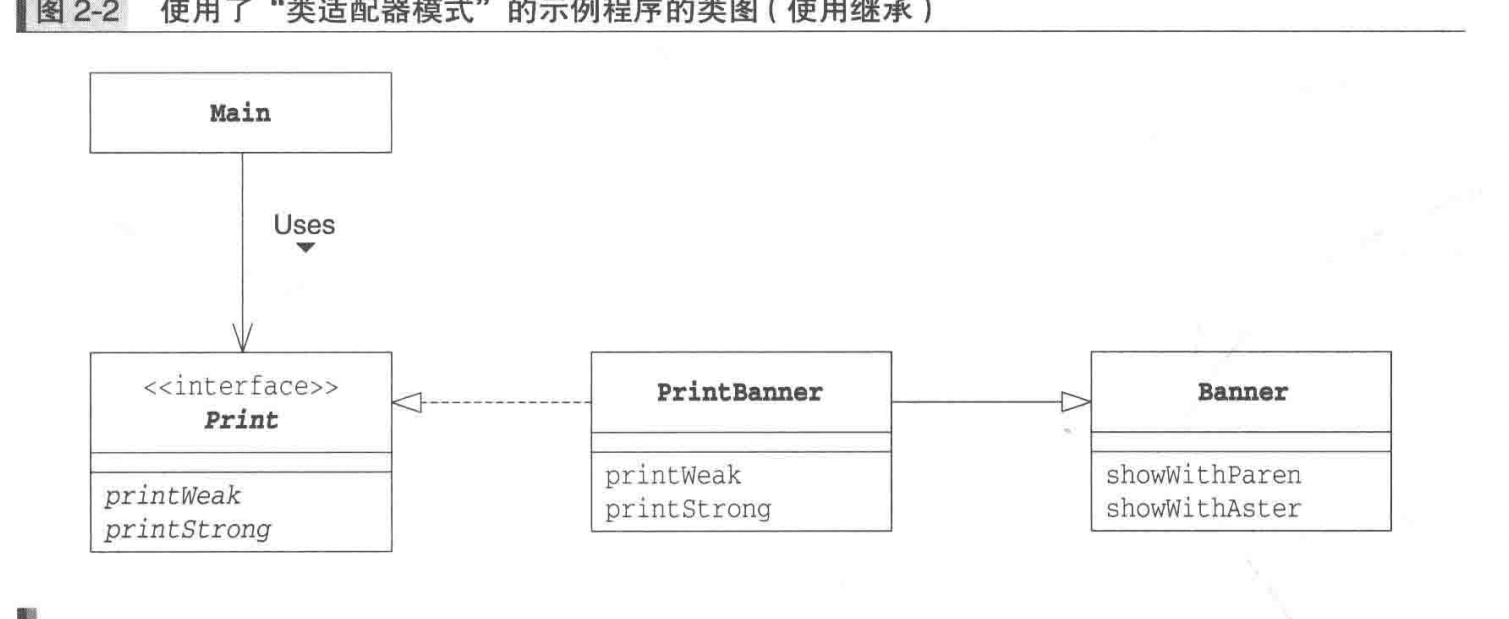 图 2-2 使用了“类适配器模式”的示例程序的类图（使用继承）
Main
Uses
<<interface>>
Print
printWeak
printStrong
PrintBanner
printWeak
printStrong
Banner
showWithParen
showWithAster